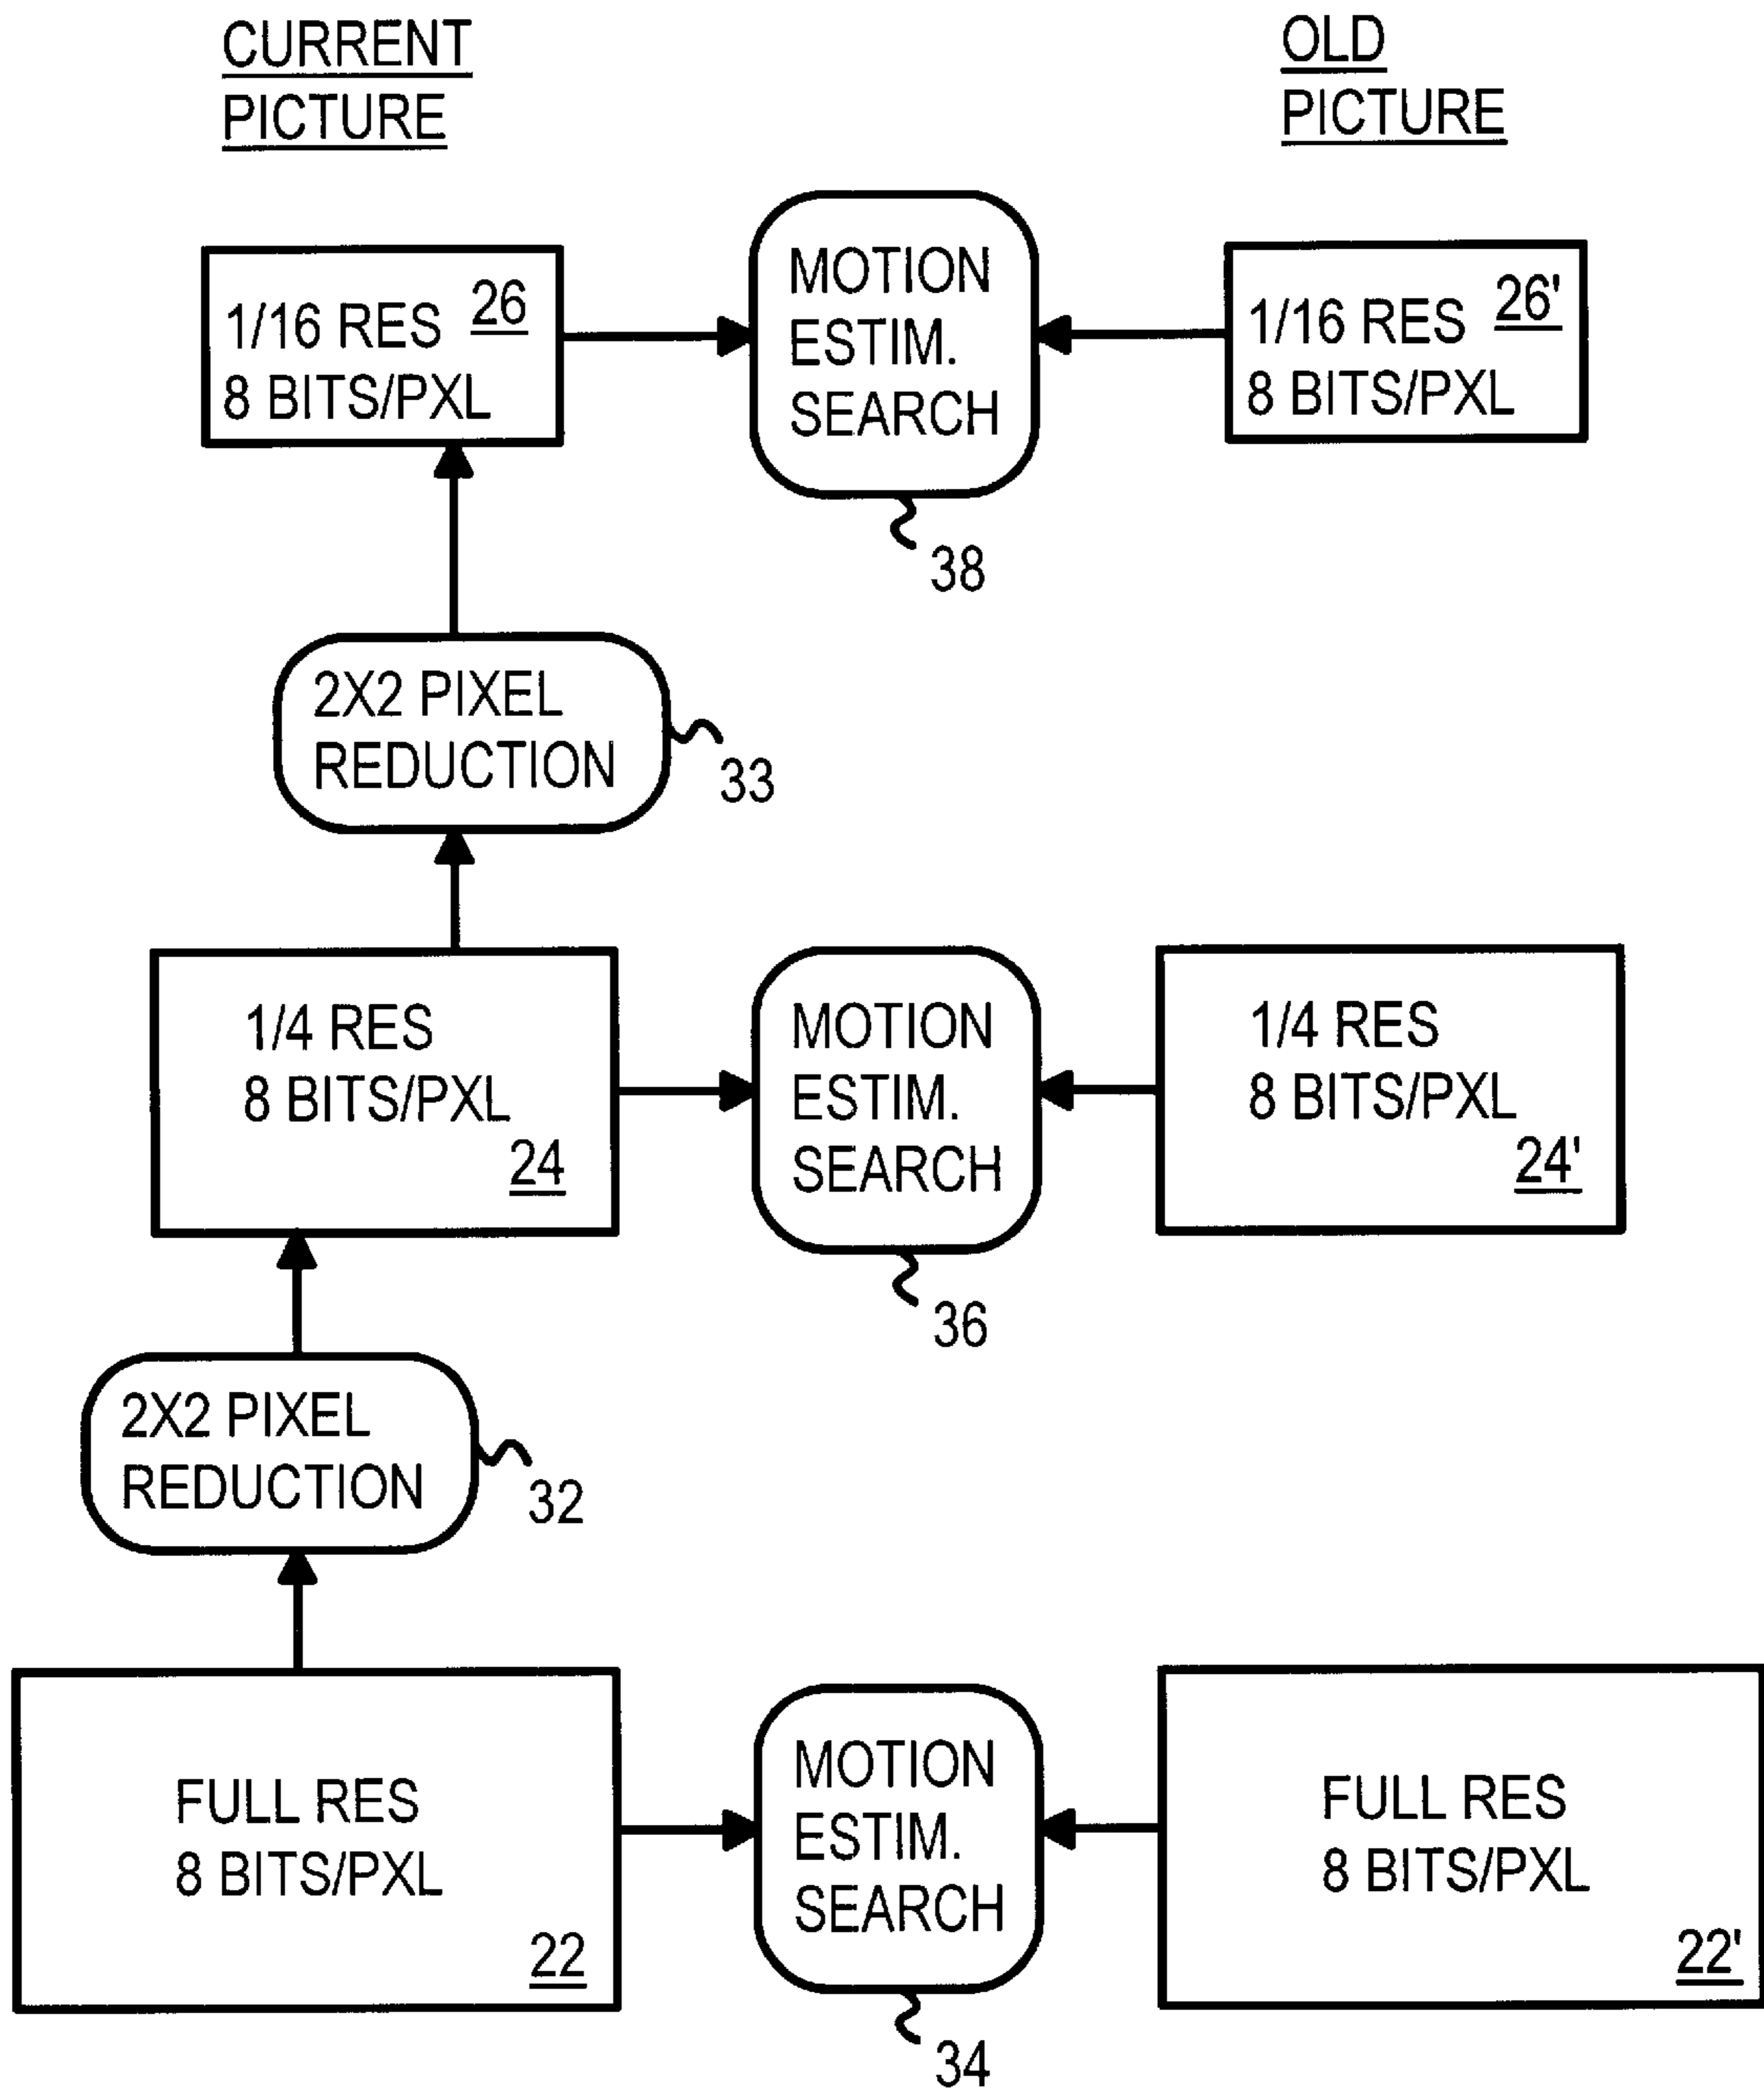 CURRENT
PICTURE
OLD
PICTURE
1/16 RES
8 BITS/PXL
26
MOTION
ESTIM.
SEARCH
38
1/16 RES
8 BITS/PXL
26'
2X2 PIXEL
REDUCTION
33
1/4 RES
8 BITS/PXL
24
MOTION
ESTIM.
SEARCH
36
1/4 RES
8 BITS/PXL
24'
2X2 PIXEL
REDUCTION
32
FULL RES
8 BITS/PXL
22
MOTION
ESTIM.
SEARCH
34
FULL RES
8 BITS/PXL
22'